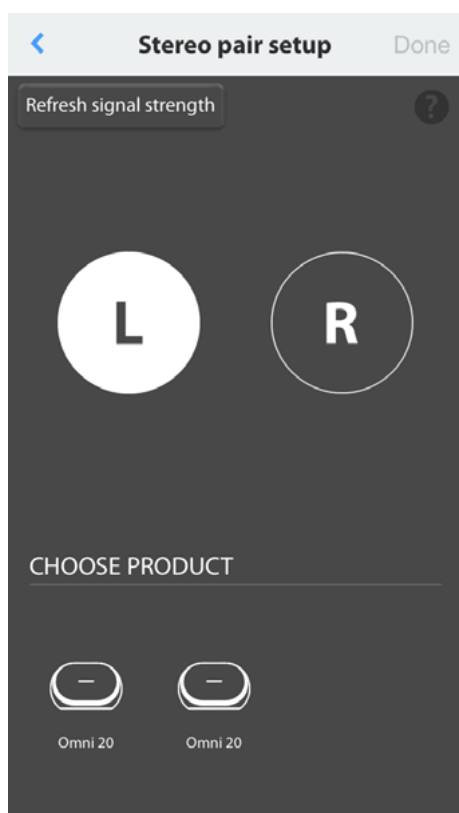 Stereo pair setup Done
Refresh signal strength ?
L R
CHOOSE PRODUCT
Omni 20 Omni 20